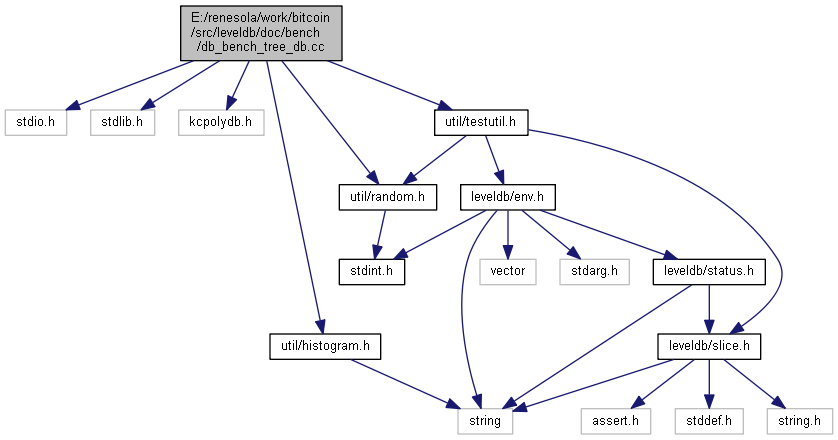 E:/renesola/work/bitcoin
/src/leveldb/doc/bench
/db_bench_tree_db.cc
stdio.h
stdlib.h
kcpolydb.h
util/testutil.h
util/random.h
leveldb/env.h
stdint.h
vector
stdarg.h
leveldb/status.h
util/histogram.h
leveldb/slice.h
string
assert.h
stddef.h
string.h